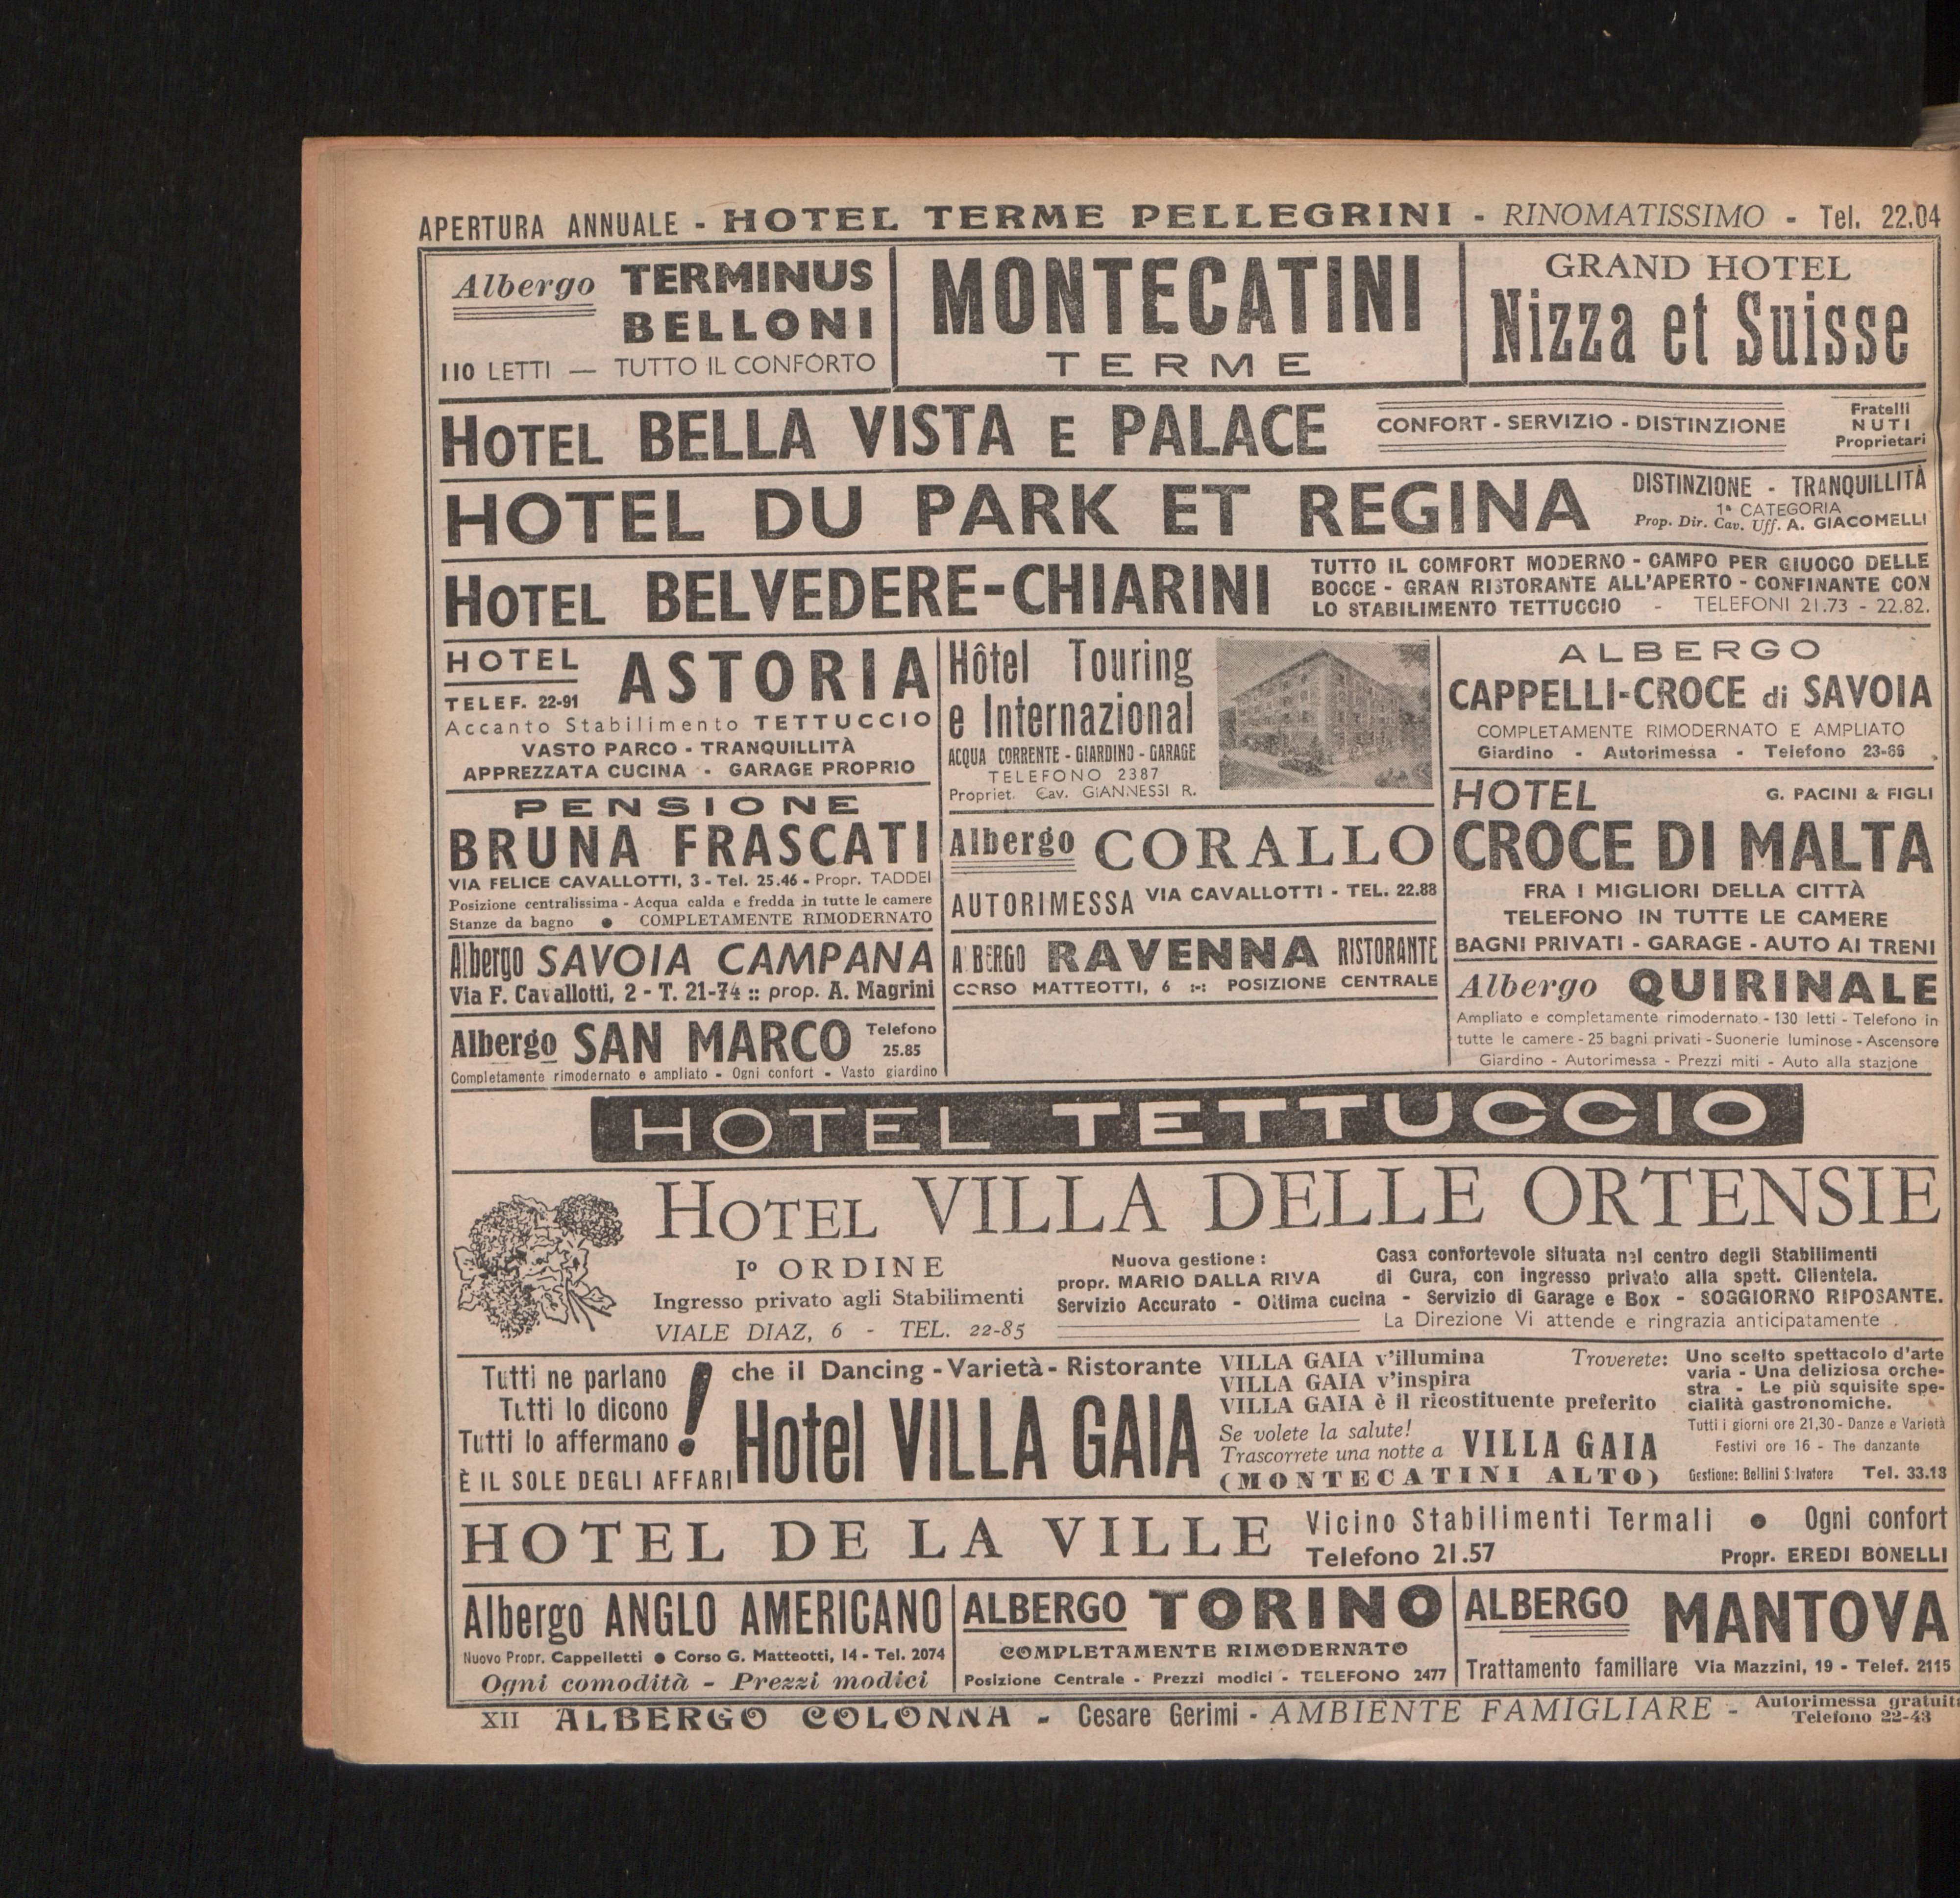 APERTURA ANNUALE - HOTEL TERME PELLEGRINI - RINOMATISSIMO - Tel. 22.04
Albergo TERMINUS
BELLONI
110 LETTI — TUTTO IL CONFORTO
MONTECATINI
TERME
GRAND HOTEL
Nizza et Suisse
HOTEL BELLA VISTA E PALACE
CONFORT - SERVIZIO - DISTINZIONE
Fratelli
NUTI
Proprietari
HOTEL DU PARK ET REGINA
DISTINZIONE - TRANQUILLITÀ
1ª CATEGORIA
Prop. Dir. Cav. Uff. A. GIACOMELLI
HOTEL BELVEDERE-CHIARINI
TUTTO IL COMFORT MODERNO - CAMPO PER GIUOCO DELLE
BOCCE - GRAN RISTORANTE ALL'APERTO - CONFINANTE CON
LO STABILIMENTO TETTUCCIO - TELEFONI 21.73 - 22.82.
HOTEL ASTORIA
TELEF. 22-91
Accanto Stabilimento TETTUCCIO
VASTO PARCO - TRANQUILLITÀ
APPREZZATA CUCINA - GARAGE PROPRIO
PENSIONE
BRUNA FRASCATI
VIA FELICE CAVALLOTTI, 3 - Tel. 25.46 - Propr. TADDEI
Posizione centralissima - Acqua calda e fredda in tutte le camere
Stanze da bagno ● COMPLETAMENTE RIMODERNATO
Albergo SAVOIA CAMPANA
Via F. Cavallotti, 2 - T. 21-74 :: prop. A. Magrini
Albergo SAN MARCO Telefono
25.85
Completamente rimodernato e ampliato - Ogni confort - Vasto giardino
Hôtel Touring
e Internazional
ACQUA CORRENTE - GIARDINO - GARAGE
TELEFONO 2387
Propriet. Cav. GIANNESSI R.
Albergo CORALLO
AUTORIMESSA VIA CAVALLOTTI - TEL. 22.88
A'BERGO RAVENNA RISTORANTE
CORSO MATTEOTTI, 6 :-: POSIZIONE CENTRALE
ALBERGO
CAPPELLI-CROCE di SAVOIA
COMPLETAMENTE RIMODERNATO E AMPLIATO
Giardino - Autorimessa - Telefono 23-66
HOTEL G. PACINI & FIGLI
CROCE DI MALTA
FRA I MIGLIORI DELLA CITTÀ
TELEFONO IN TUTTE LE CAMERE
BAGNI PRIVATI - GARAGE - AUTO AI TRENI
Albergo QUIRINALE
Ampliato e completamente rimodernato - 130 letti - Telefono in
tutte le camere - 25 bagni privati - Suonerie luminose - Ascensore
Giardino - Autorimessa - Prezzi miti - Auto alla stazione
HOTEL TETTUCCIO
HOTEL VILLA DELLE ORTENSIE
Iº ORDINE
Ingresso privato agli Stabilimenti
VIALE DIAZ, 6 - TEL. 22-85
Nuova gestione :
propr. MARIO DALLA RIVA
Casa confortevole situata nel centro degli Stabilimenti
di Cura, con ingresso privato alla spett. Clientela.
Servizio Accurato - Ottima cucina - Servizio di Garage e Box - SOGGIORNO RIPOSANTE.
La Direzione Vi attende e ringrazia anticipatamente .
Tutti ne parlano
Tutti lo dicono
Tutti lo affermano !
È IL SOLE DEGLI AFFARI
che il Dancing - Varietà - Ristorante
Hotel VILLA GAIA
VILLA GAIA v'illumina
VILLA GAIA v'inspira
VILLA GAIA è il ricostituente preferito
Se volete la salute!
Trascorrete una notte a VILLA GAIA
(MONTECATINI ALTO)
Troverete: Uno scelto spettacolo d'arte
varia - Una deliziosa orche-
stra - Le più squisite spe-
cialità gastronomiche.
Tutti i giorni ore 21,30 - Danze e Varietà
Festivi ore 16 - The danzante
Gestione: Bellini S lvatore Tel. 33.13
HOTEL DE LA VILLE
Vicino Stabilimenti Termali ● Ogni confort
Telefono 21.57 Propr. EREDI BONELLI
Albergo ANGLO AMERICANO
Nuovo Propr. Cappelletti ● Corso G. Matteotti, 14 - Tel. 2074
Ogni comodità - Prezzi modici
ALBERGO TORINO
COMPLETAMENTE RIMODERNATO
Posizione Centrale - Prezzi modici - TELEFONO 2477
ALBERGO MANTOVA
Trattamento familiare Via Mazzini, 19 - Telef. 2115
XII ALBERGO COLONNA - Cesare Gerimi - AMBIENTE FAMIGLIARE - Autorimessa gratuita
Telefono 22-43